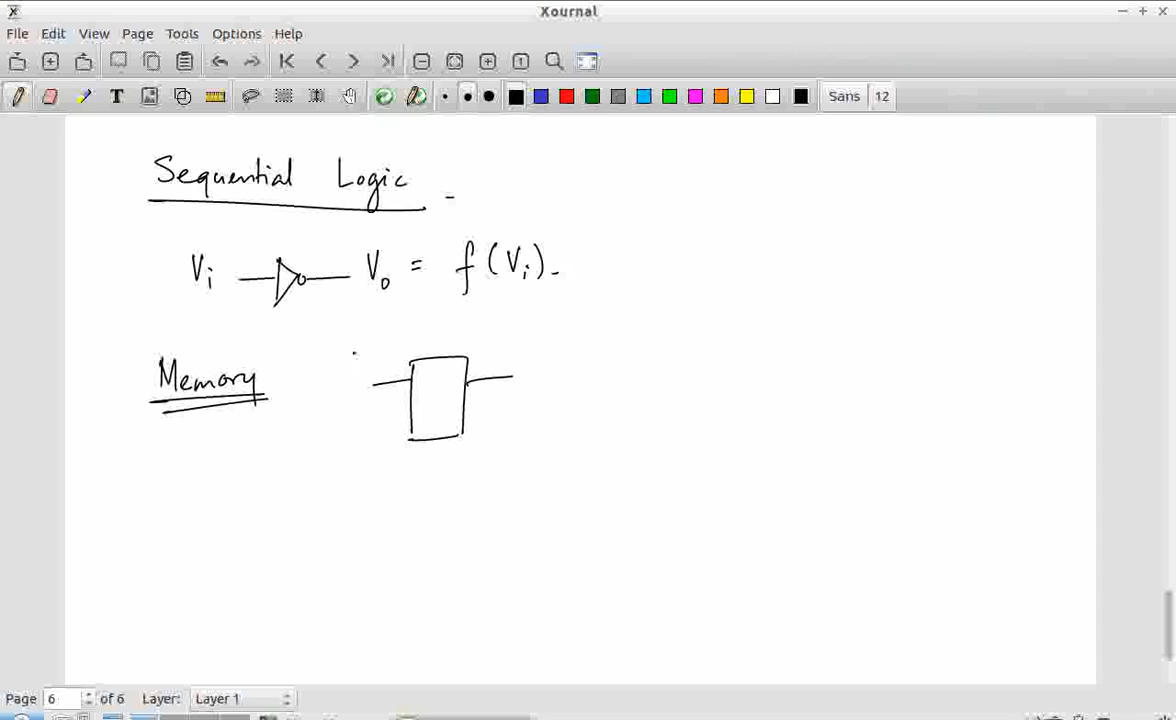 Xournal
File Edit View Page Tools Options Help
Sans 12
Sequential Logic -
Vi Vo = f(Vi).
Memory
Page 6 of 6 Layer: Layer 1